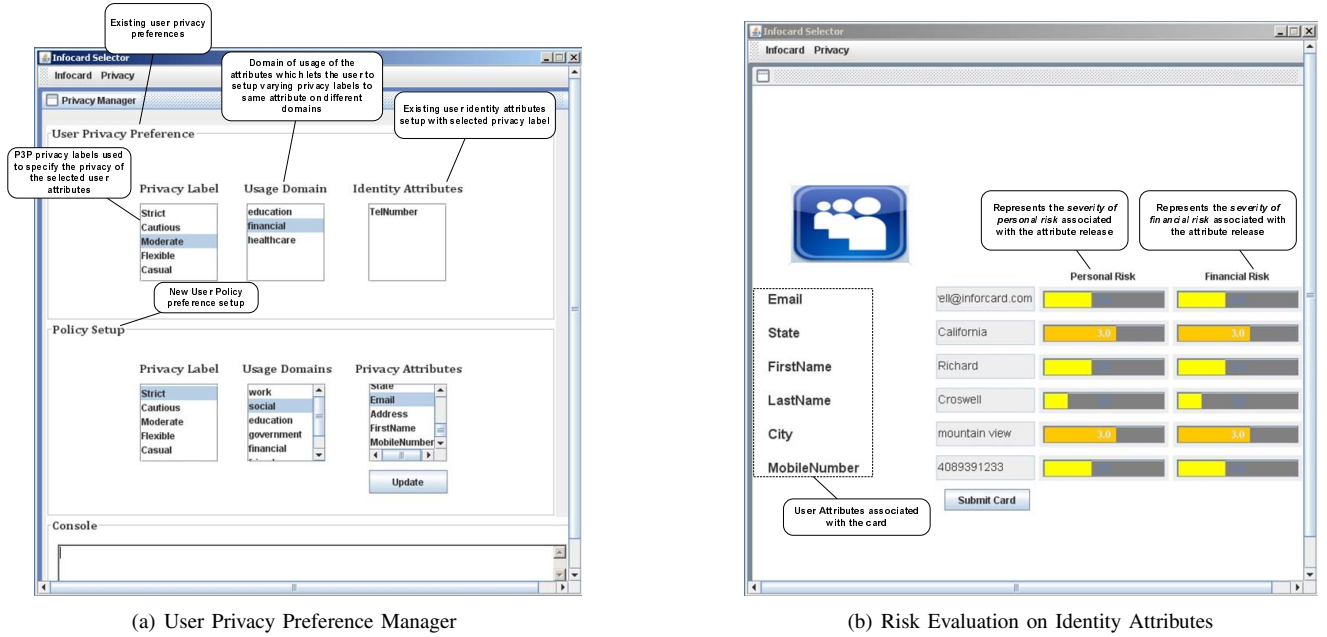 Existing user privacy
preferences
Infocard Selector
Infocard Privacy
Privacy Manager
Domain of usage of the
attributes which lets the user to
setup varying privacy labels to
same attribute on different
domains
Existing user identity attributes
setup with selected privacy label
User Privacy Preference
P3P privacy labels used
to specify the privacy of
the selected user
attributes
Privacy Label
Strict
Cautious
Moderate
Flexible
Casual
Usage Domain
education
financial
healthcare
Identity Attributes
TelNumber
New User Policy
preference setup
Policy Setup
Privacy Label
Strict
Cautious
Moderate
Flexible
Casual
Usage Domains
work
social
education
government
financial
Privacy Attributes
State
Email
Address
FirstName
MobileNumber
Update
Console
(a) User Privacy Preference Manager
Infocard Selector
Infocard Privacy
Represents the severity of
personal risk associated
with the attribute release
Represents the severity of
financial risk associated with
the attribute release
Personal Risk Financial Risk
Email ell@inforcard.com
State California 3.0 3.0
FirstName Richard
LastName Croswell
City mountain view 3.0 3.0
MobileNumber 4089391233
Submit Card
User Attributes associated
with the card
(b) Risk Evaluation on Identity Attributes